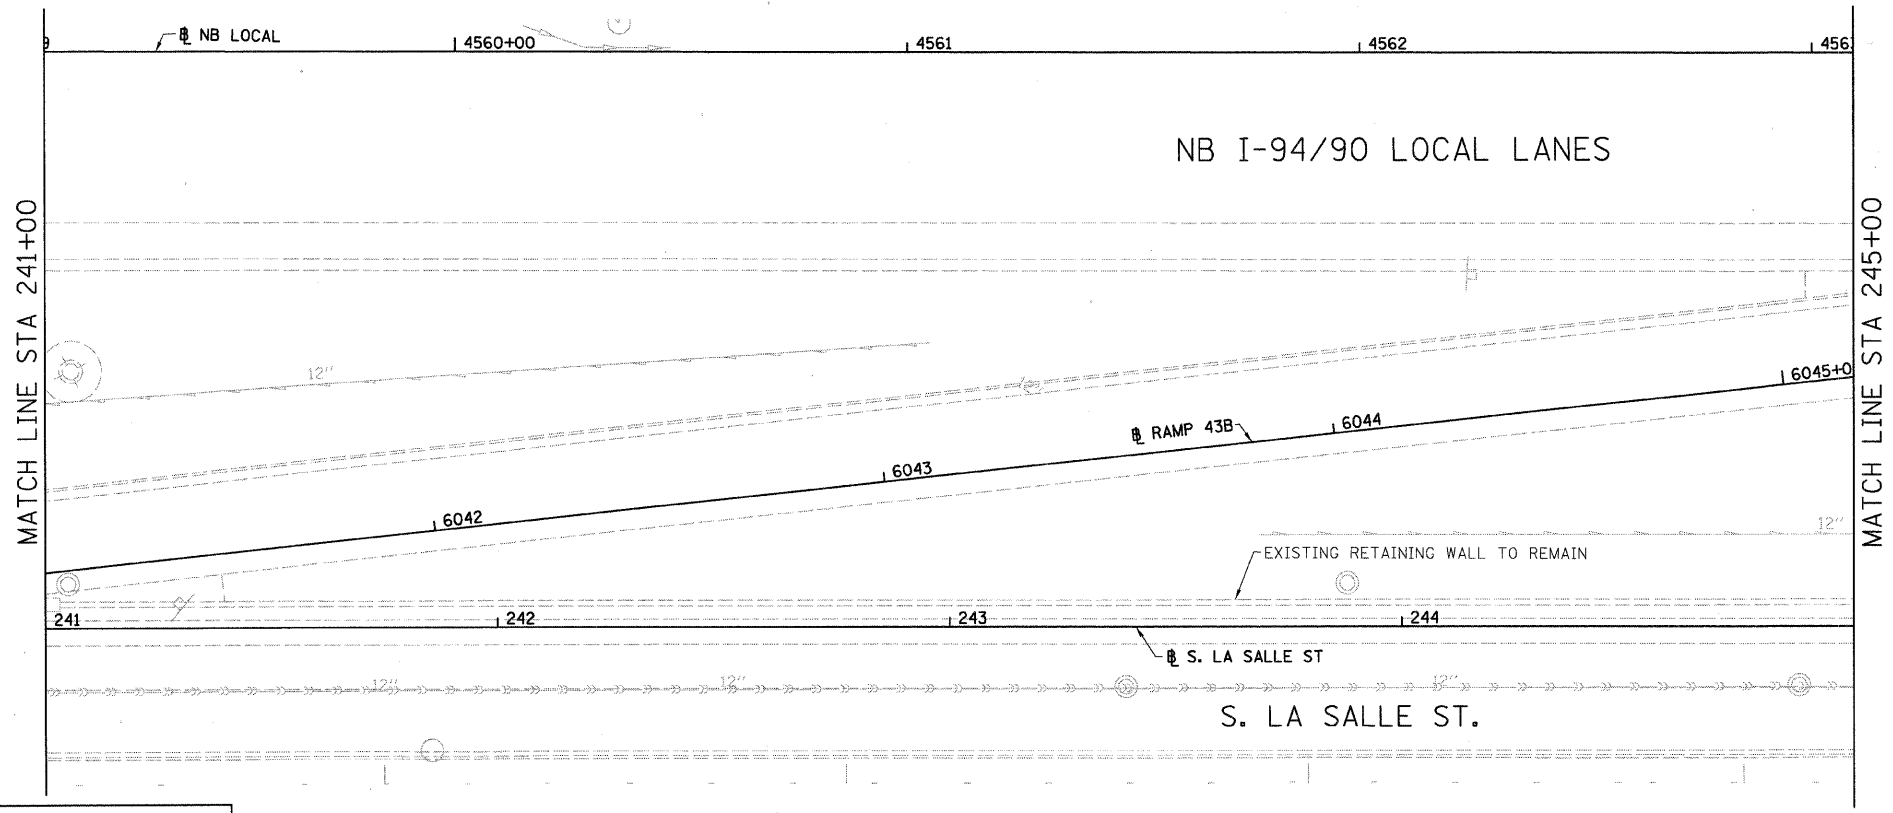 9
B NB LOCAL
4560+00
4561
4562
4563
NB I-94/90 LOCAL LANES
MATCH LINE STA 241+00
MATCH LINE STA 245+00
12"
6045+0
B RAMP 43B
6044
6043
6042
12"
EXISTING RETAINING WALL TO REMAIN
241
242
243
244
B S. LA SALLE ST
12"
12"
12"
S. LA SALLE ST.